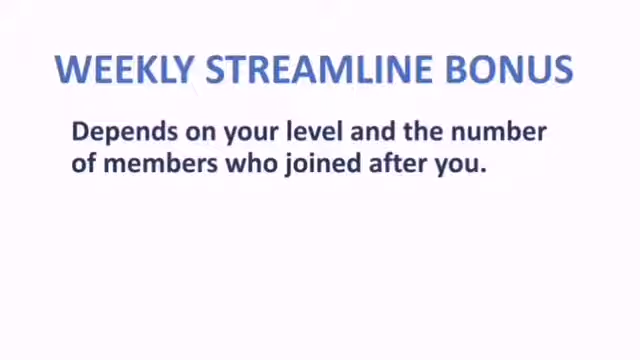 WEEKLY STREAMLINE BONUS
Depends on your level and the number
of members who joined after you.